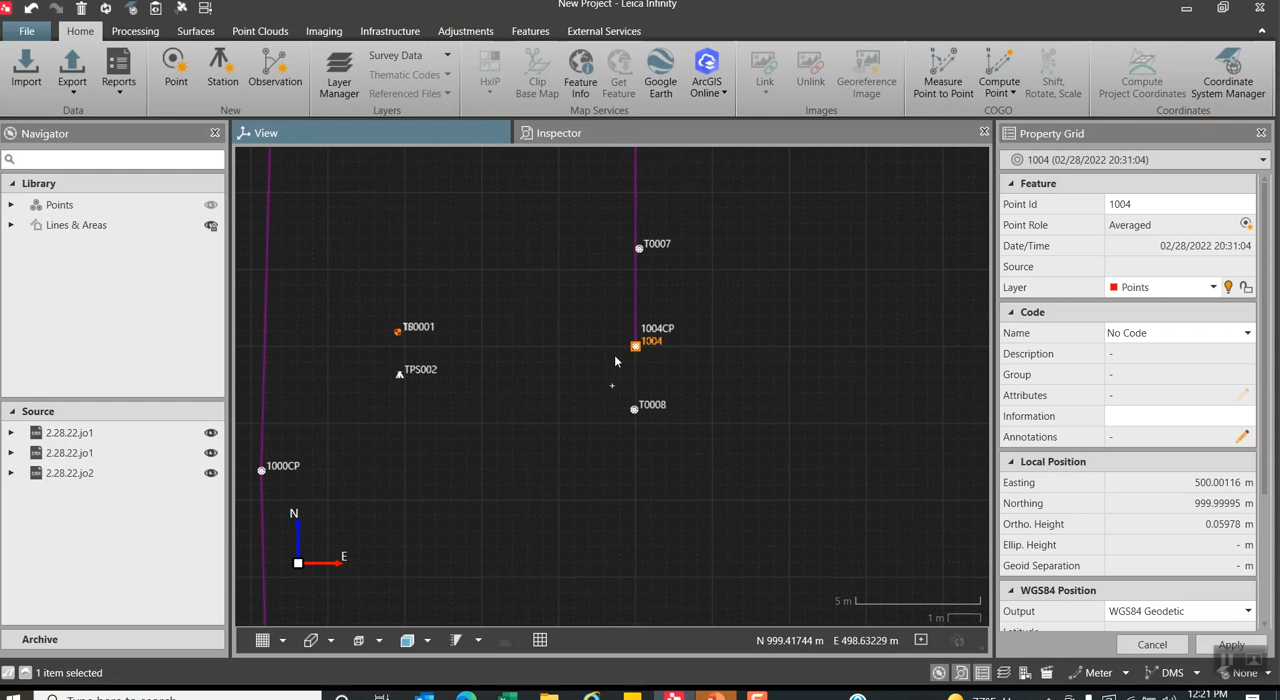 New Project - Leica Infinity
File Home Processing Surfaces Point Clouds Imaging Infrastructure Adjustments Features External Services
Import
Export
Reports
Data
Point
Station
Observation
New
Layer
Manager
Survey Data
Thematic Codes
Referenced Files
Layers
HxIP
Clip
Base Map
Feature
Info
Get
Feature
Google
Earth
ArcGIS
Online
Map Services
Link
Unlink
Georeference
Image
Images
Measure
Point to Point
Compute
Point
Shift,
Rotate, Scale
COGO
Compute
Project Coordinates
Coordinate
System Manager
Coordinates
Navigator
Library
Points
Lines & Areas
Source
2.28.22.jo1
2.28.22.jo1
2.28.22.jo2
Archive
View
Inspector
T0007
1004CP
1004
TPS002
T0008
1000CP
N
E
5 m
1 m
N 999.41744 m E 498.63229 m
Property Grid
1004 (02/28/2022 20:31:04)
Feature
Point Id 1004
Point Role Averaged
Date/Time 02/28/2022 20:31:04
Source
Layer Points
Code
Name No Code
Description -
Group -
Attributes -
Information
Annotations -
Local Position
Easting 500.00116 m
Northing 999.99995 m
Ortho. Height 0.05978 m
Ellip. Height - m
Geoid Separation - m
WGS84 Position
Output WGS84 Geodetic
Cancel
Apply
1 item selected
Meter
DMS
None
12:21 PM